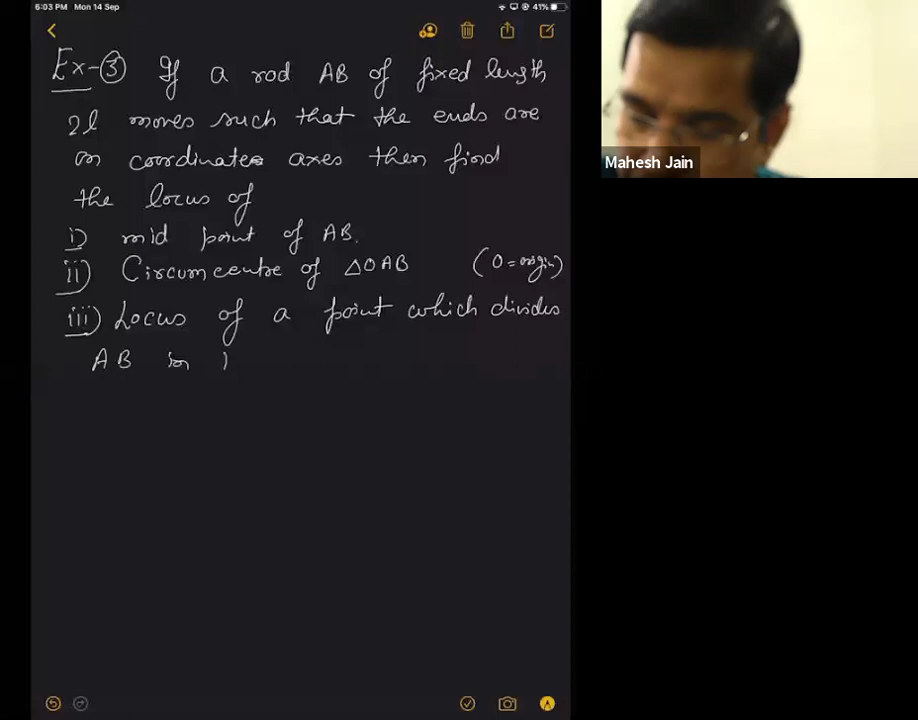 6:03 PM Mon 14 Sep
41%
Ex-③ If a rod AB of fixed length
2l moves such that the ends are
on coordinates axes then find
the locus of
i) mid point of AB.
ii) Circumcentre of △OAB (O = origin)
iii) Locus of a point which divides
AB in 1
Mahesh Jain